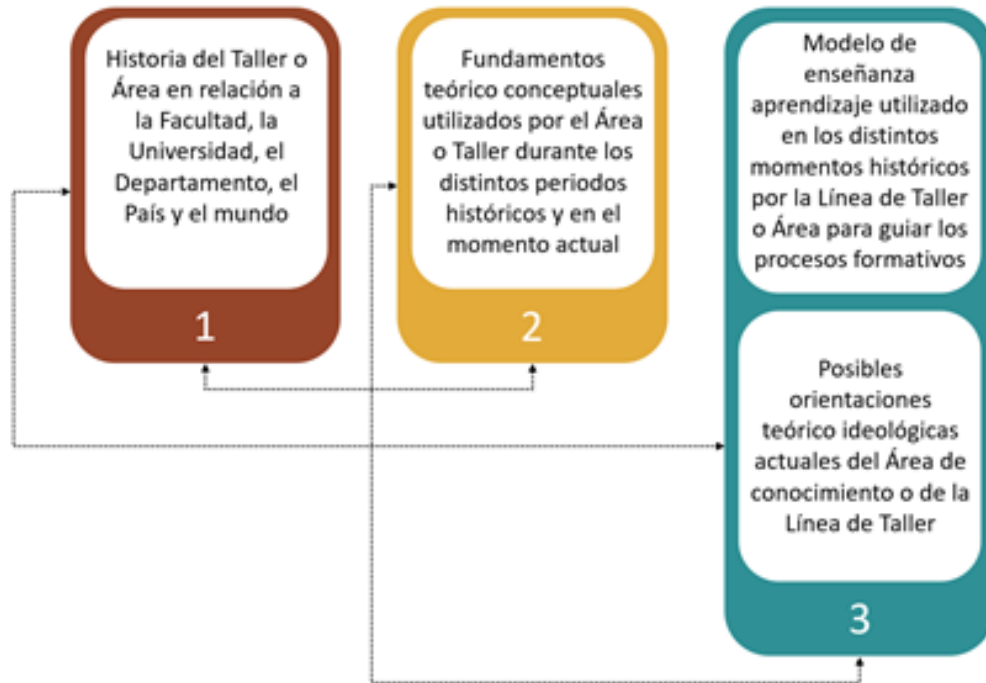 Historia del Taller o
Área en relación a
la Facultad, la
Universidad, el
Departamento, el
País y el mundo
1
Fundamentos
teórico conceptuales
utilizados por el Área
o Taller durante los
distintos periodos
históricos y en el
momento actual
2
Modelo de
enseñanza
aprendizaje utilizado
en los distintos
momentos históricos
por la Línea de Taller
o Área para guiar los
procesos formativos
Posibles
orientaciones
teórico ideológicas
actuales del Área de
conocimiento o de la
Línea de Taller
3